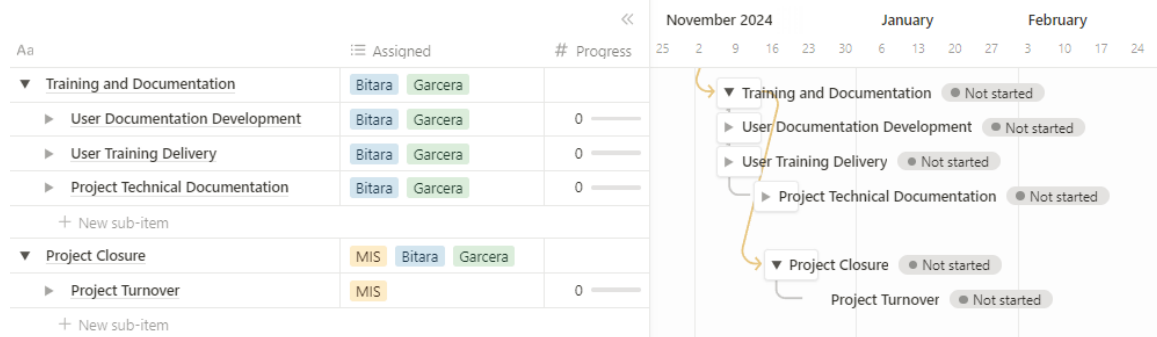 November 2024 January February
Aa Assigned # Progress 25 2 9 16 23 30 6 13 20 27 3 10 17 24
Training and Documentation Bitara Garcera Training and Documentation Not started
User Documentation Development Bitara Garcera 0 User Documentation Development Not started
User Training Delivery Bitara Garcera 0 User Training Delivery Not started
Project Technical Documentation Bitara Garcera 0 Project Technical Documentation Not started
+ New sub-item
Project Closure MIS Bitara Garcera Project Closure Not started
Project Turnover MIS 0 Project Turnover Not started
+ New sub-item